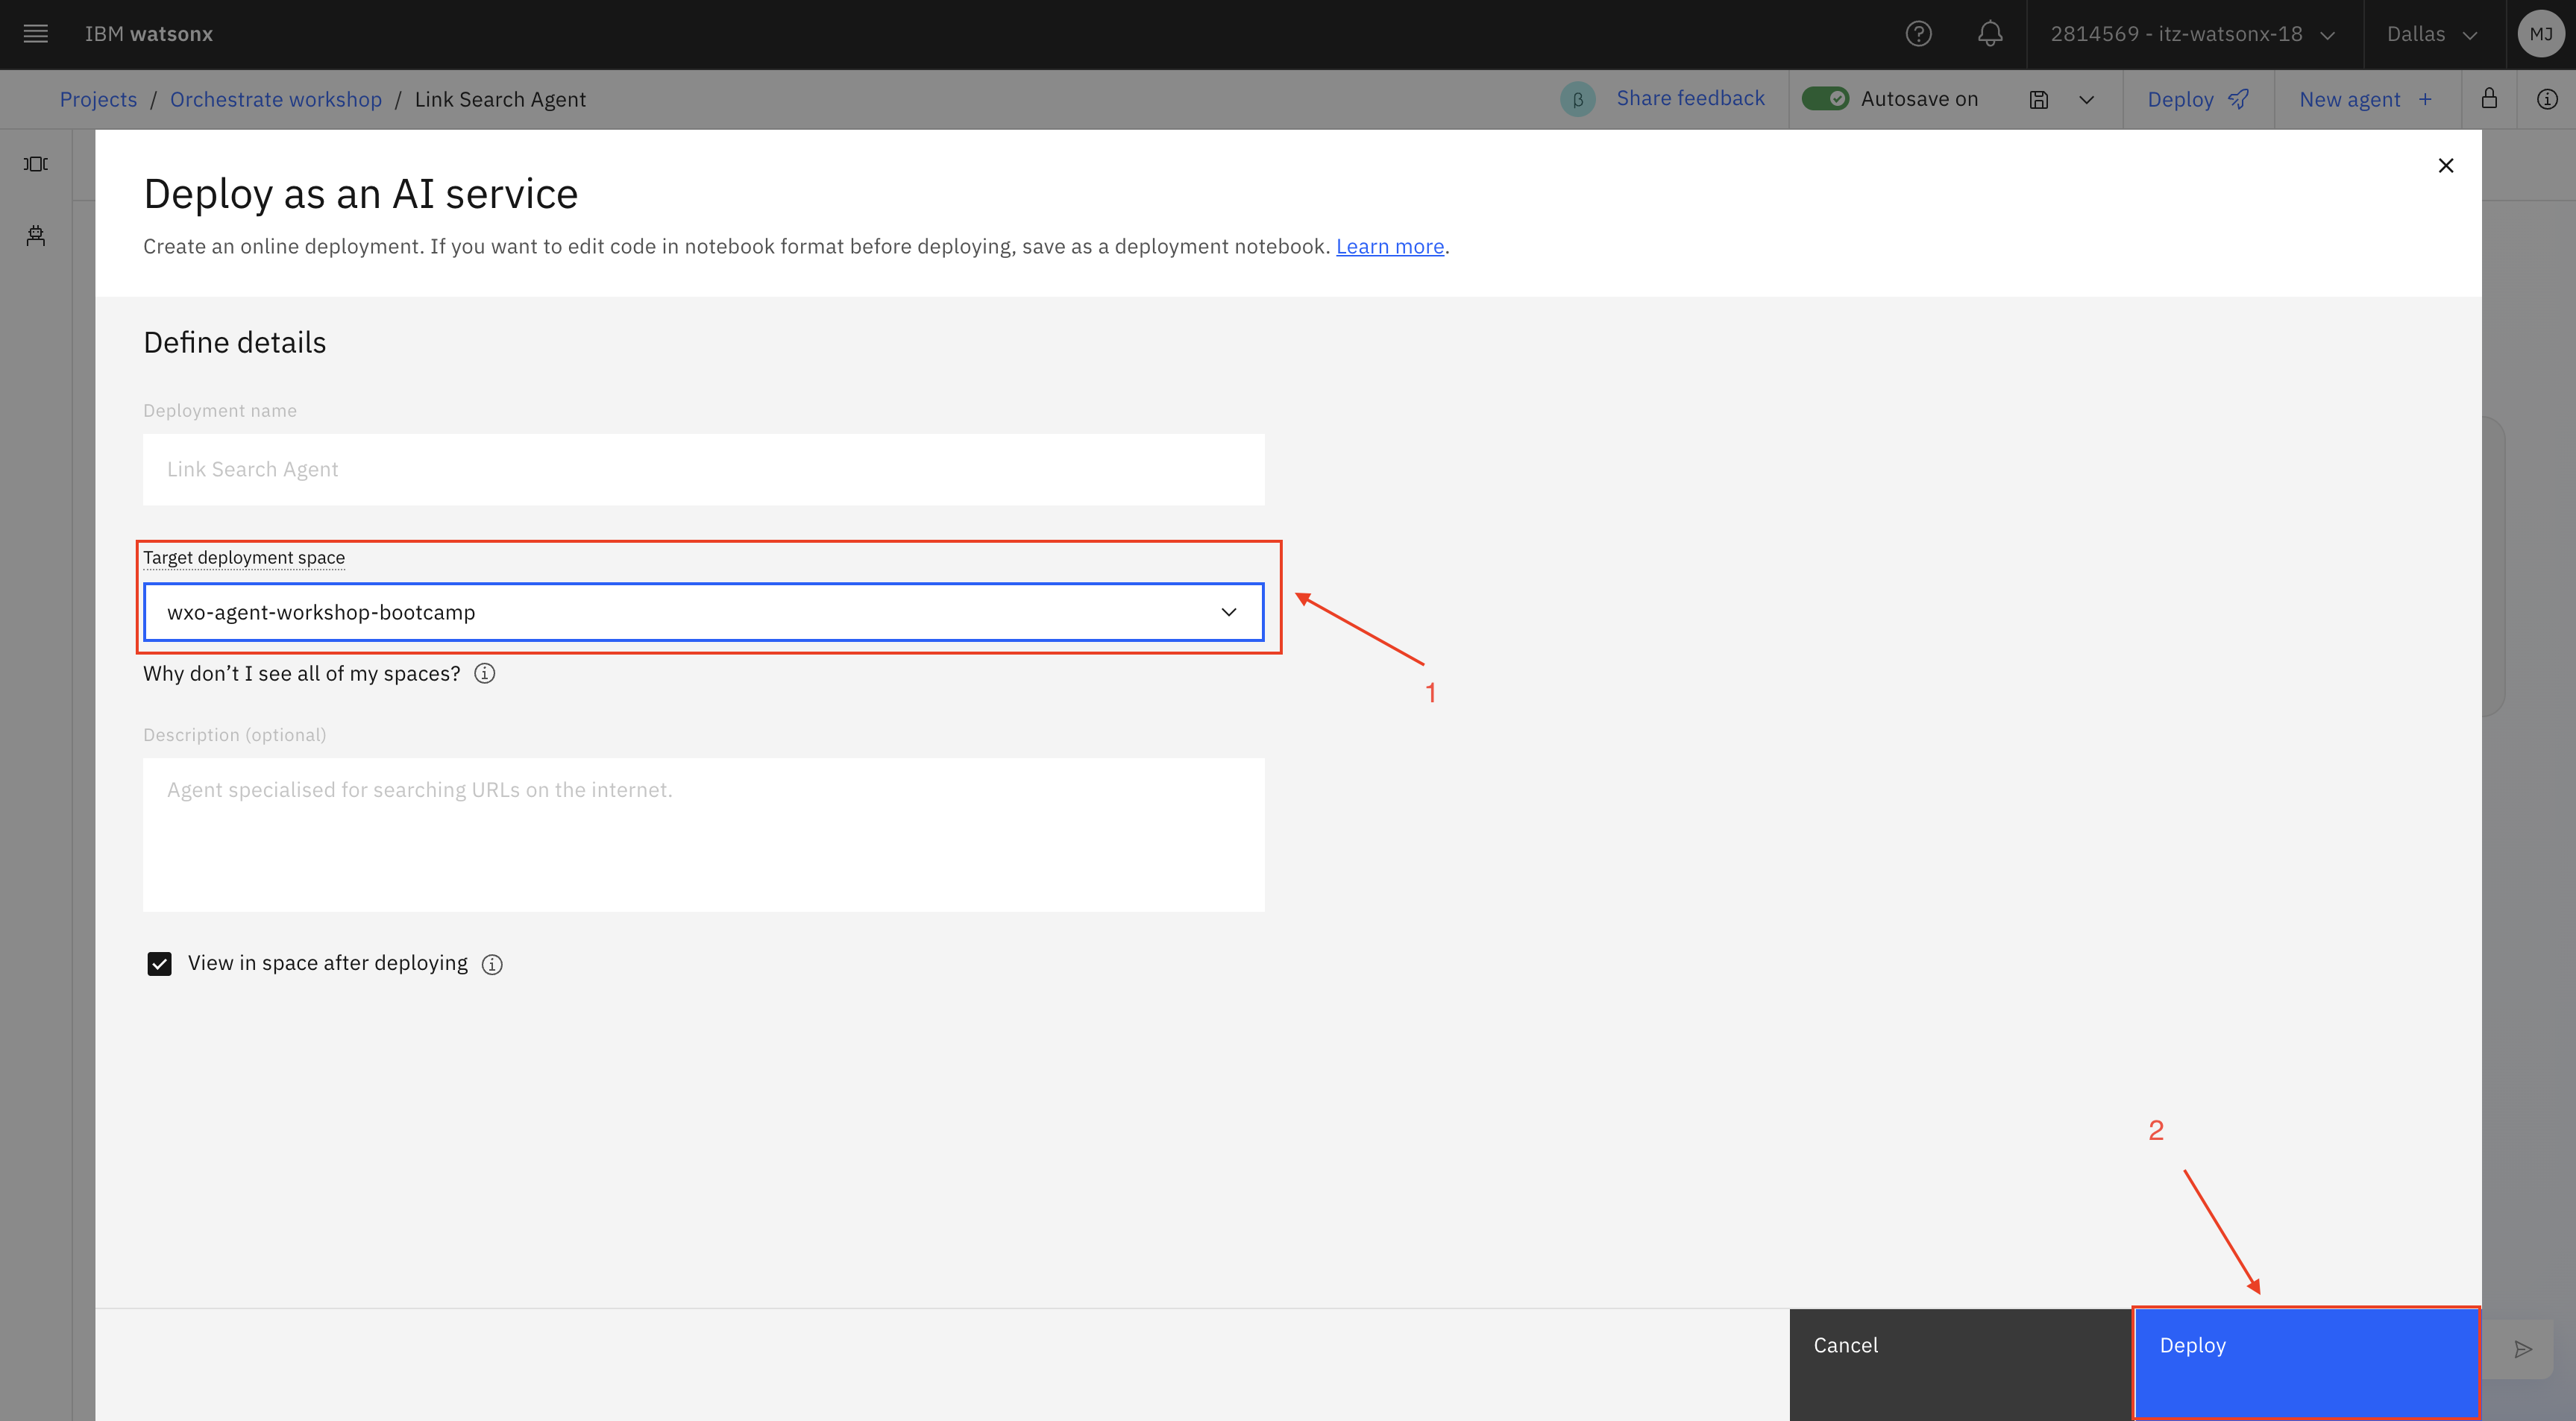 IBM watsonx
2814569 - itz-watsonx-18
Dallas
MJ
Projects / Orchestrate workshop / Link Search Agent
β Share feedback
Autosave on
Deploy
New agent +
Deploy as an AI service
Create an online deployment. If you want to edit code in notebook format before deploying, save as a deployment notebook. Learn more.
Define details
Deployment name
Link Search Agent
Target deployment space
wxo-agent-workshop-bootcamp
Why don’t I see all of my spaces?
1
Description (optional)
Agent specialised for searching URLs on the internet.
View in space after deploying
2
Cancel
Deploy